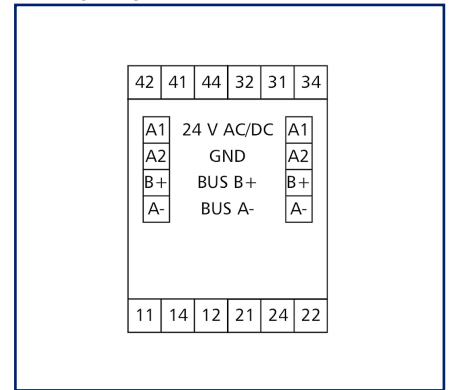 42 41 44 32 31 34
A1 24 V AC/DC A1
A2 GND A2
B+ BUS B+ B+
A- BUS A- A-
11 14 12 21 24 22